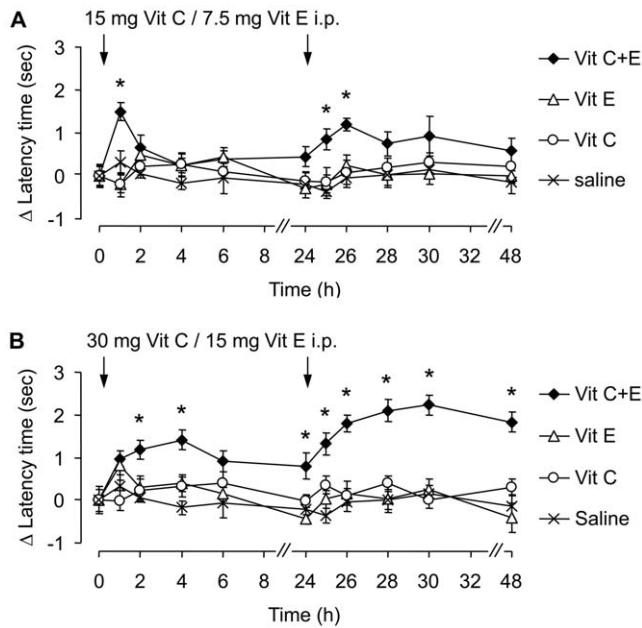 A
15 mg Vit C / 7.5 mg Vit E i.p.
Δ Latency time (sec)
3
2
1
0
-1
* * *
Vit C+E
Vit E
Vit C
saline
0 2 4 6 8 24 26 28 30 32 48
Time (h)
B
30 mg Vit C / 15 mg Vit E i.p.
Δ Latency time (sec)
3
2
1
0
-1
* * * * * * * *
Vit C+E
Vit E
Vit C
Saline
0 2 4 6 8 24 26 28 30 32 48
Time (h)